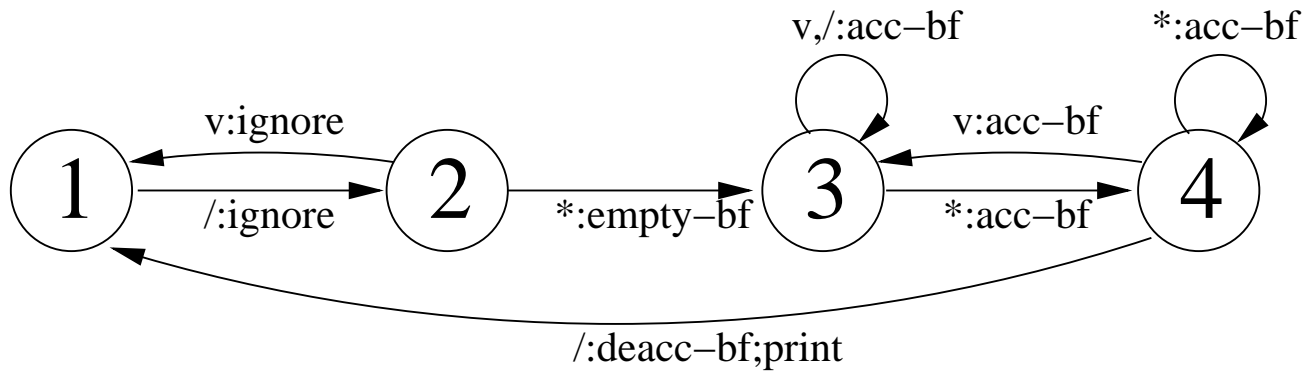 v,/:acc−bf
*:acc−bf
v:ignore
v:acc−bf
1
2
3
4
/:ignore
*:empty−bf
*:acc−bf
/:deacc−bf;print